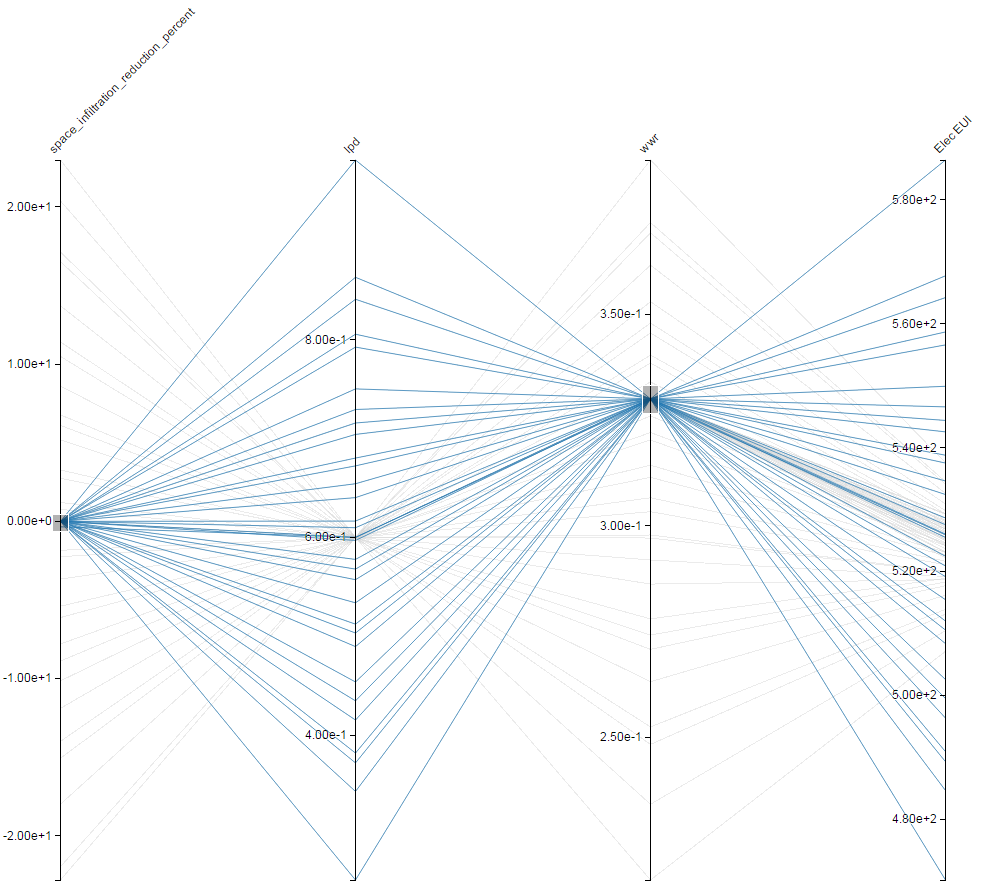 space_infiltration_reduction_percent
lpd
wwr
Elec EUI
2.00e+1
1.00e+1
0.00e+0
-1.00e+1
-2.00e+1
8.00e-1
6.00e-1
4.00e-1
3.50e-1
3.00e-1
2.50e-1
5.80e+2
5.60e+2
5.40e+2
5.20e+2
5.00e+2
4.80e+2